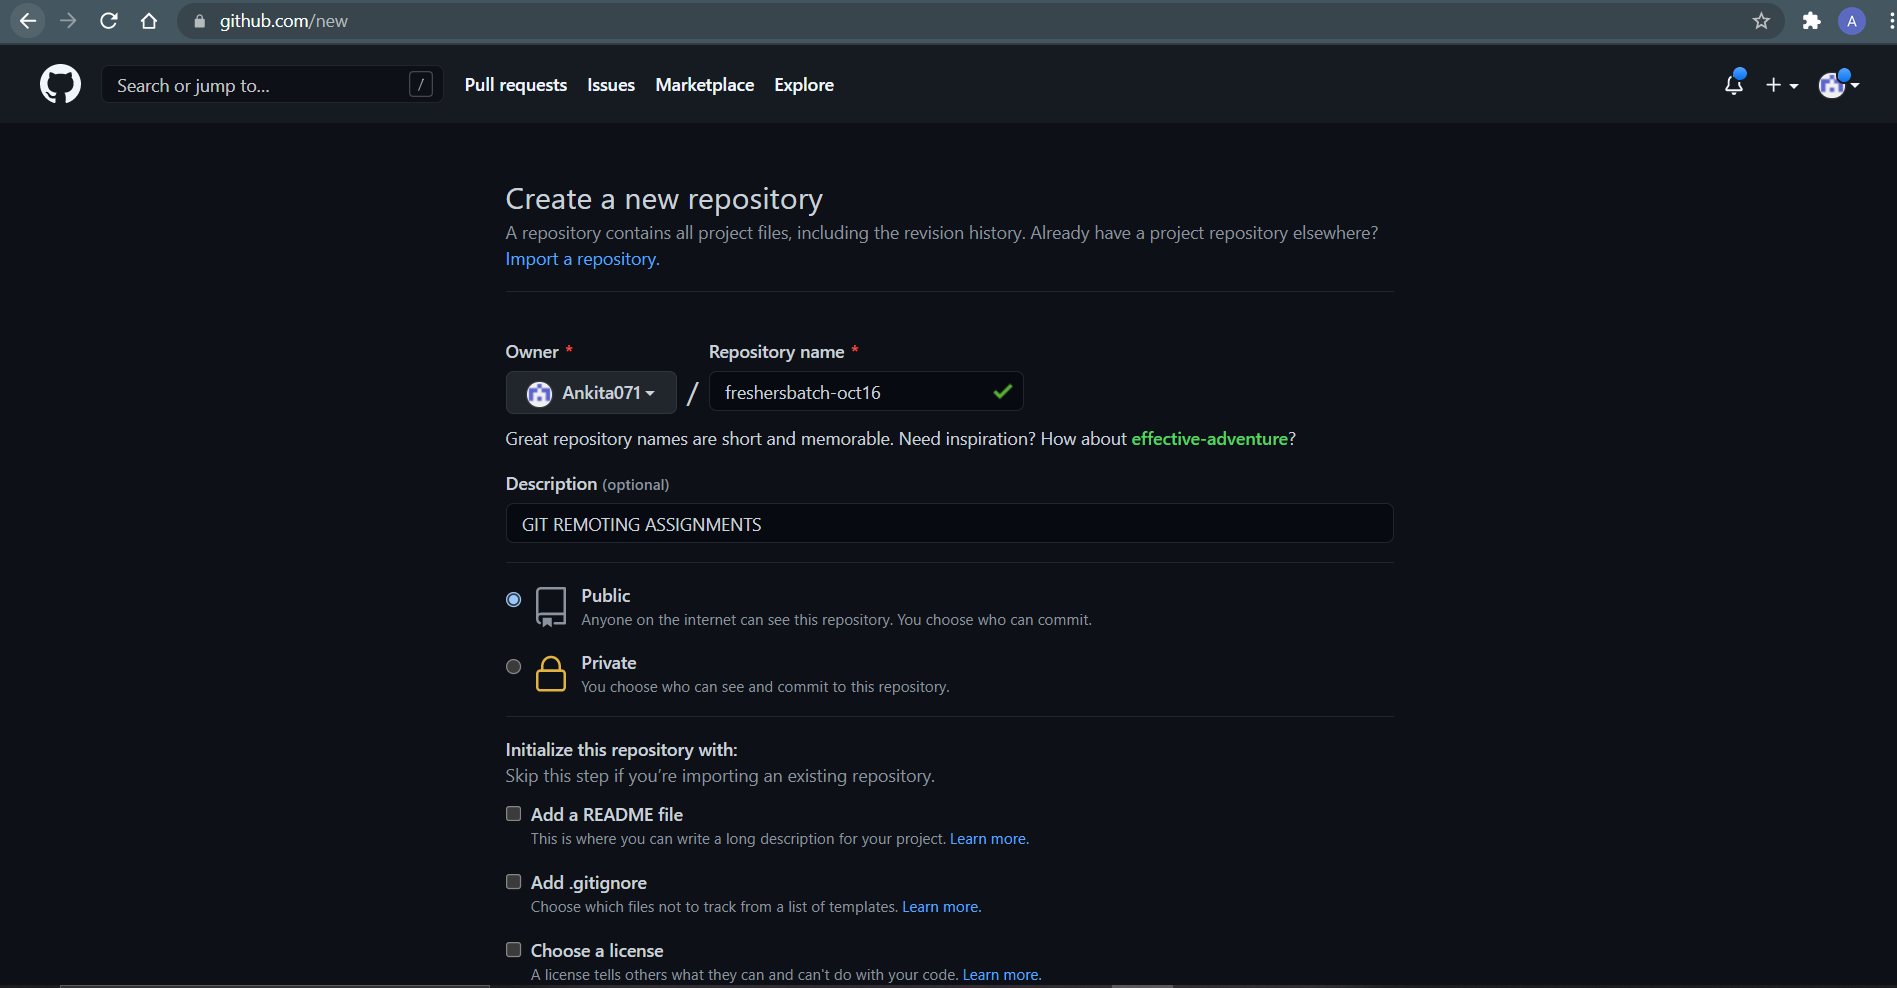 github.com/new
A
Search or jump to... /
Pull requests Issues Marketplace Explore
Create a new repository
A repository contains all project files, including the revision history. Already have a project repository elsewhere?
Import a repository.
Owner * Repository name *
Ankita071 / freshersbatch-oct16
Great repository names are short and memorable. Need inspiration? How about effective-adventure?
Description (optional)
GIT REMOTING ASSIGNMENTS
Public
Anyone on the internet can see this repository. You choose who can commit.
Private
You choose who can see and commit to this repository.
Initialize this repository with:
Skip this step if you’re importing an existing repository.
Add a README file
This is where you can write a long description for your project. Learn more.
Add .gitignore
Choose which files not to track from a list of templates. Learn more.
Choose a license
A license tells others what they can and can't do with your code. Learn more.